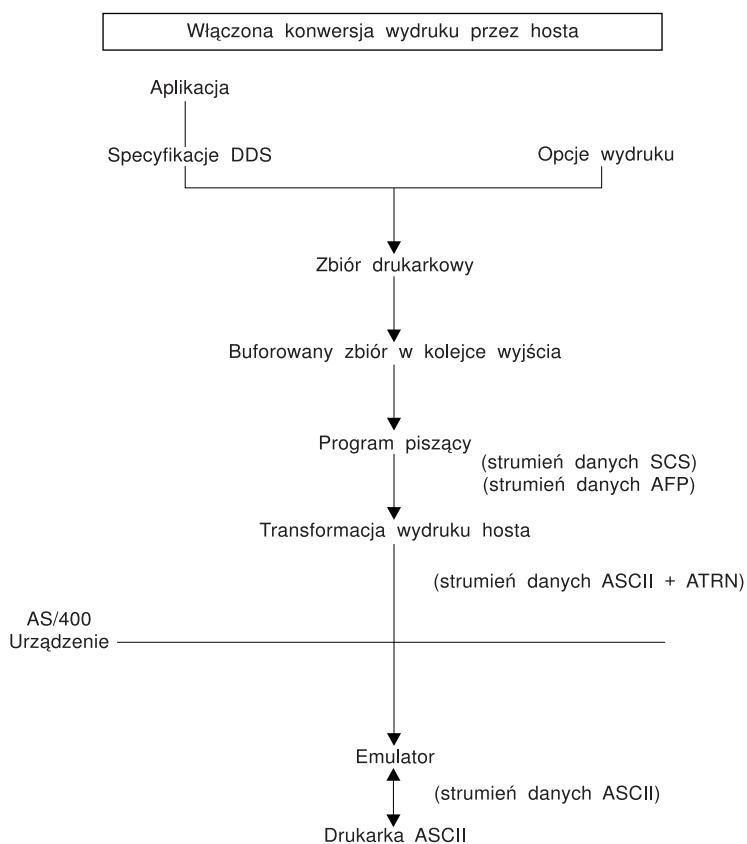 Włączona konwersja wydruku przez hosta
Aplikacja
Specyfikacje DDS
Opcje wydruku
Zbiór drukarkowy
Buforowany zbiór w kolejce wyjścia
Program piszący
(strumień danych SCS)
(strumień danych AFP)
Transformacja wydruku hosta
(strumień danych ASCII + ATRN)
AS/400
Urządzenie
Emulator
(strumień danych ASCII)
Drukarka ASCII